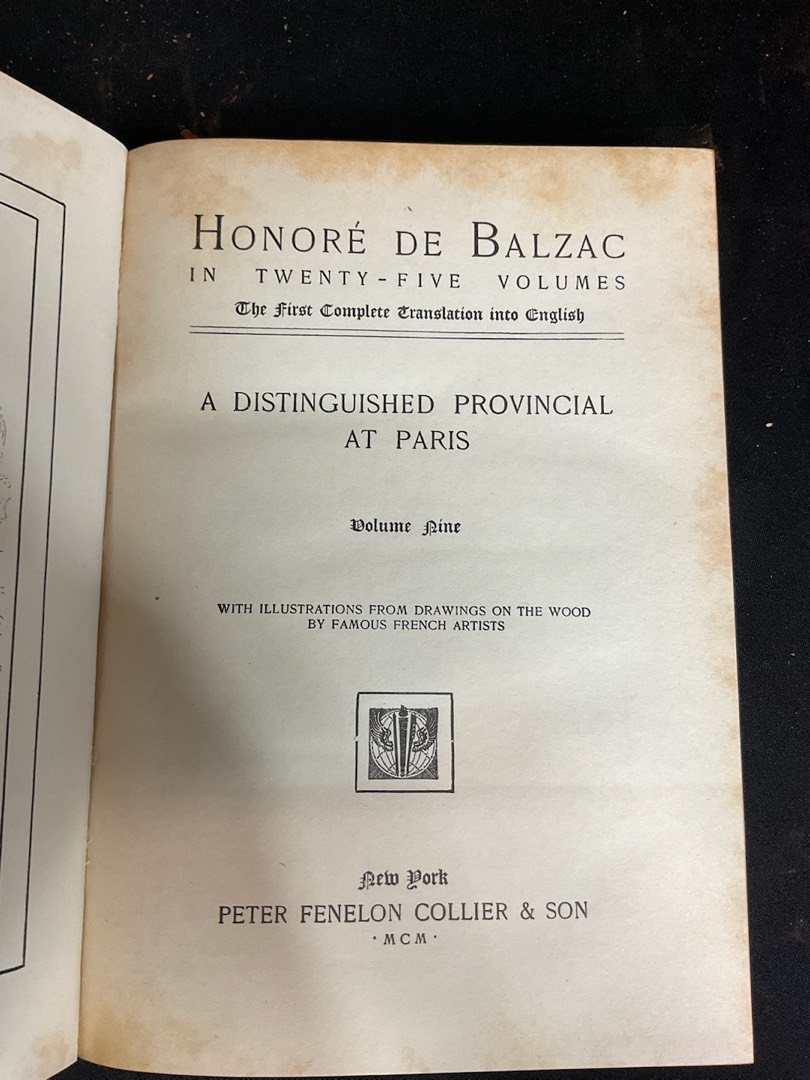 HONORÉ DE BALZAC
IN TWENTY-FIVE VOLUMES
The First Complete Translation into English
A DISTINGUISHED PROVINCIAL
AT PARIS
Volume Nine
WITH ILLUSTRATIONS FROM DRAWINGS ON THE WOOD
BY FAMOUS FRENCH ARTISTS
New York
PETER FENELON COLLIER & SON
·MCM·